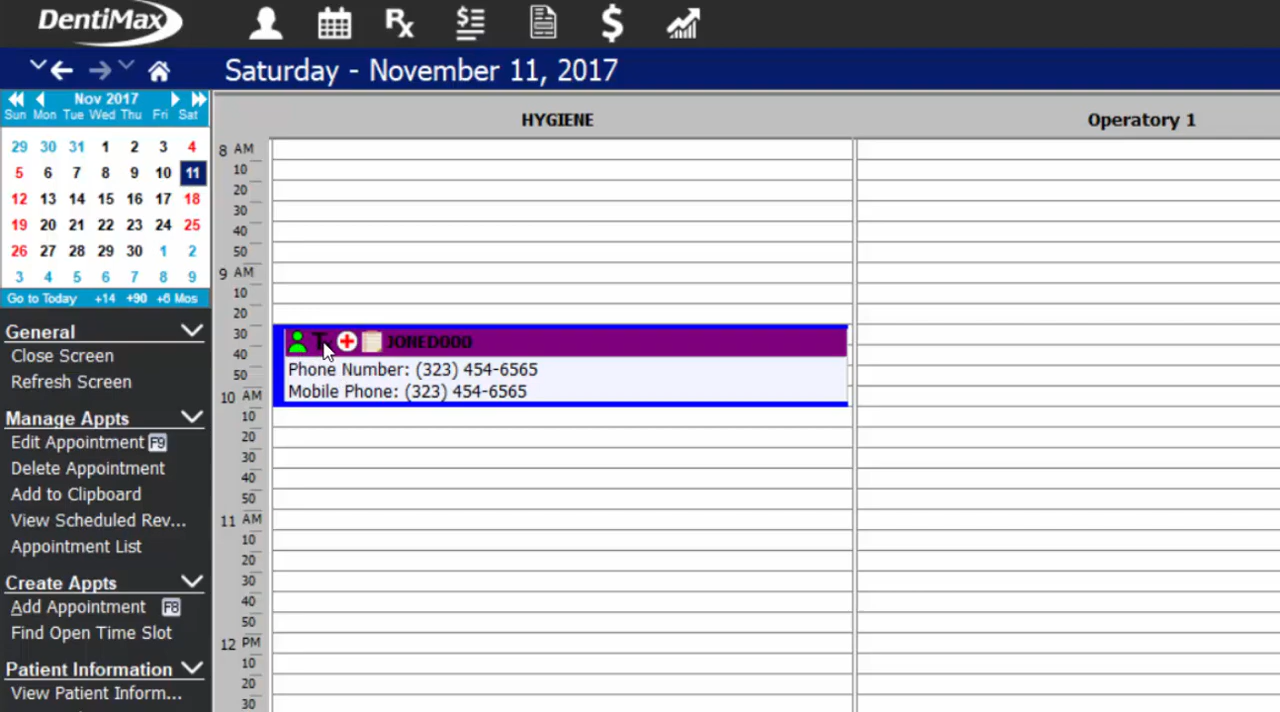 DentiMax
Rx
Saturday - November 11, 2017
Nov 2017
Sun Mon Tue Wed Thu Fri Sat
29 30 31 1 2 3 4
5 6 7 8 9 10 11
12 13 14 15 16 17 18
19 20 21 22 23 24 25
26 27 28 29 30 1 2
3 4 5 6 7 8 9
Go to Today +14 +90 +6 Mos
General
Close Screen
Refresh Screen
Manage Appts
Edit Appointment F9
Delete Appointment
Add to Clipboard
View Scheduled Rev...
Appointment List
Create Appts
Add Appointment F8
Find Open Time Slot
Patient Information
View Patient Inform...
HYGIENE
Operatory 1
8 AM
10
20
30
40
50
9 AM
10
20
30
40
50
10 AM
10
20
30
40
50
11 AM
10
20
30
40
50
12 PM
10
20
30
JONED000
Phone Number: (323) 454-6565
Mobile Phone: (323) 454-6565